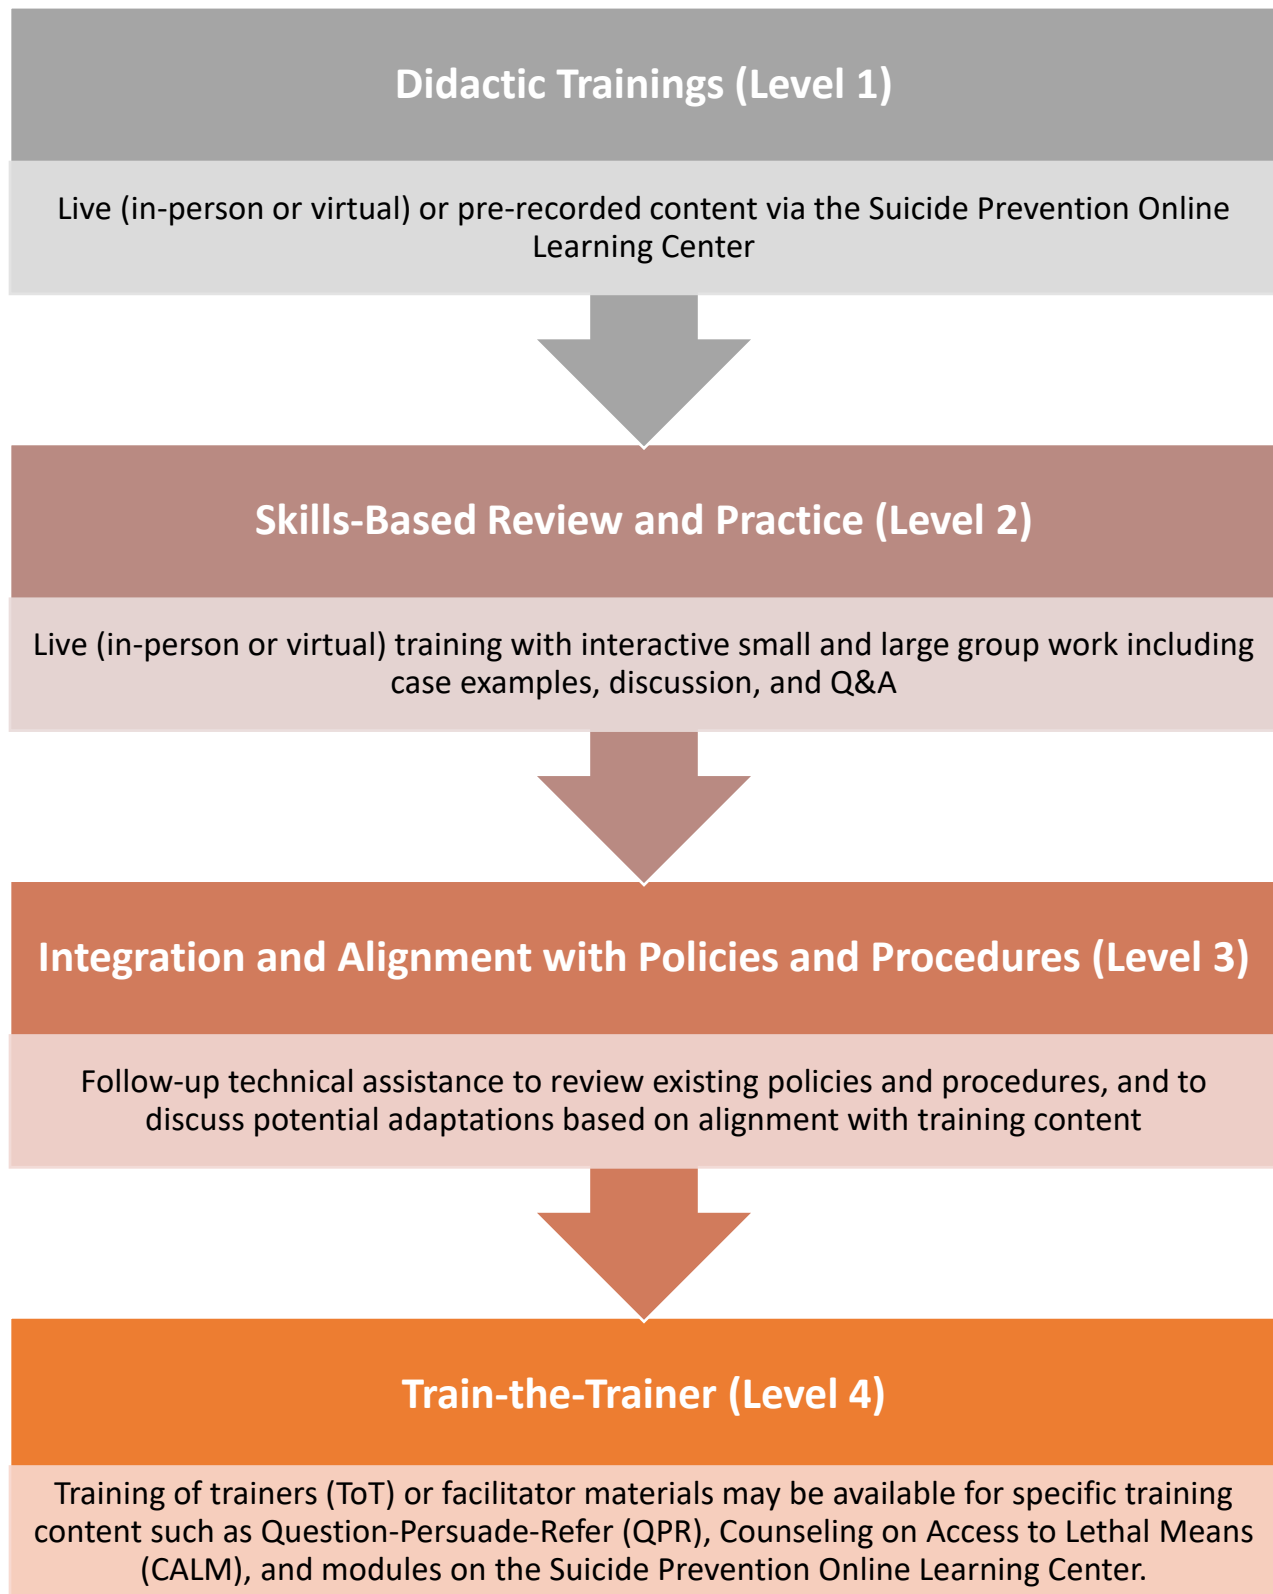 Didactic Trainings (Level 1)
Live (in-person or virtual) or pre-recorded content via the Suicide Prevention Online
Learning Center
Skills-Based Review and Practice (Level 2)
Live (in-person or virtual) training with interactive small and large group work including
case examples, discussion, and Q&A
Integration and Alignment with Policies and Procedures (Level 3)
Follow-up technical assistance to review existing policies and procedures, and to
discuss potential adaptations based on alignment with training content
Train-the-Trainer (Level 4)
Training of trainers (ToT) or facilitator materials may be available for specific training
content such as Question-Persuade-Refer (QPR), Counseling on Access to Lethal Means
(CALM), and modules on the Suicide Prevention Online Learning Center.